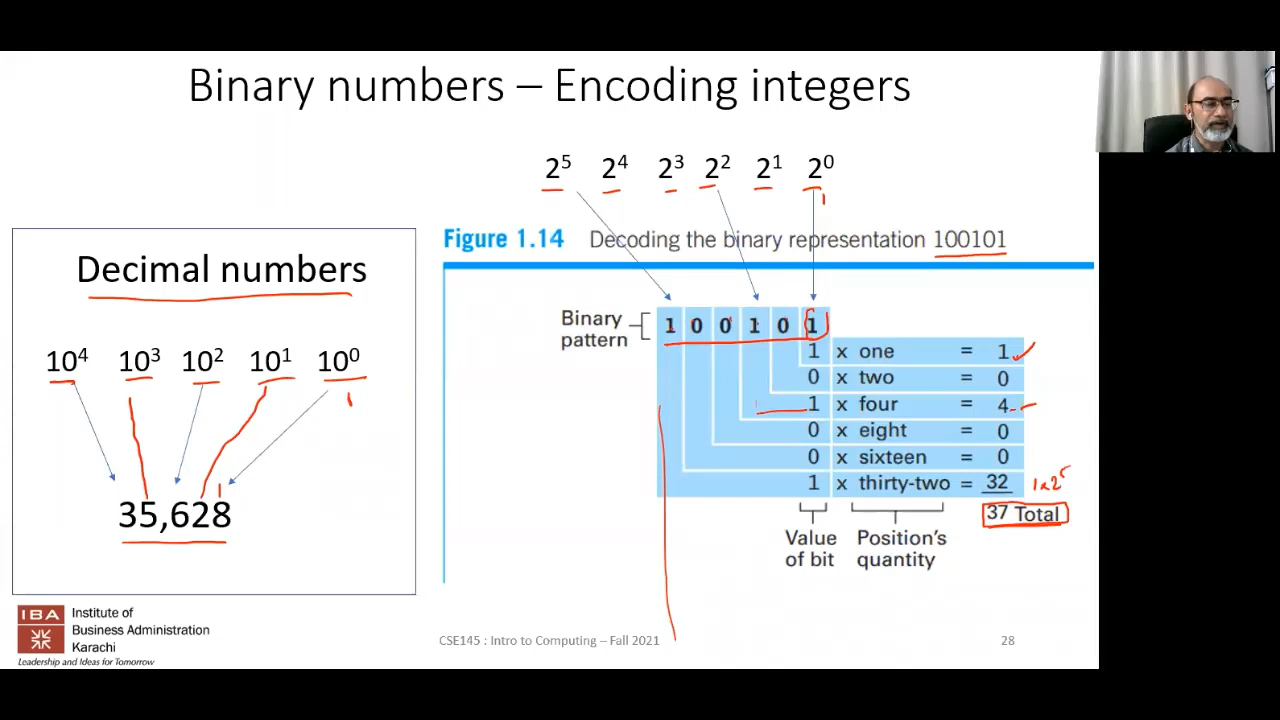 Binary numbers – Encoding integers
2⁵ 2⁴ 2³ 2² 2¹ 2⁰
1
Decimal numbers
10⁴ 10³ 10² 10¹ 10⁰
1
35,628
Figure 1.14 Decoding the binary representation 100101
Binary
pattern
1 0 0 1 0 1
1 x one = 1
0 x two = 0
1 x four = 4
0 x eight = 0
0 x sixteen = 0
1 x thirty-two = 32 1x2⁵
37 Total
Value
of bit
Position's
quantity
IBA
Institute of
Business Administration
Karachi
Leadership and Ideas for Tomorrow
CSE145 : Intro to Computing – Fall 2021
28